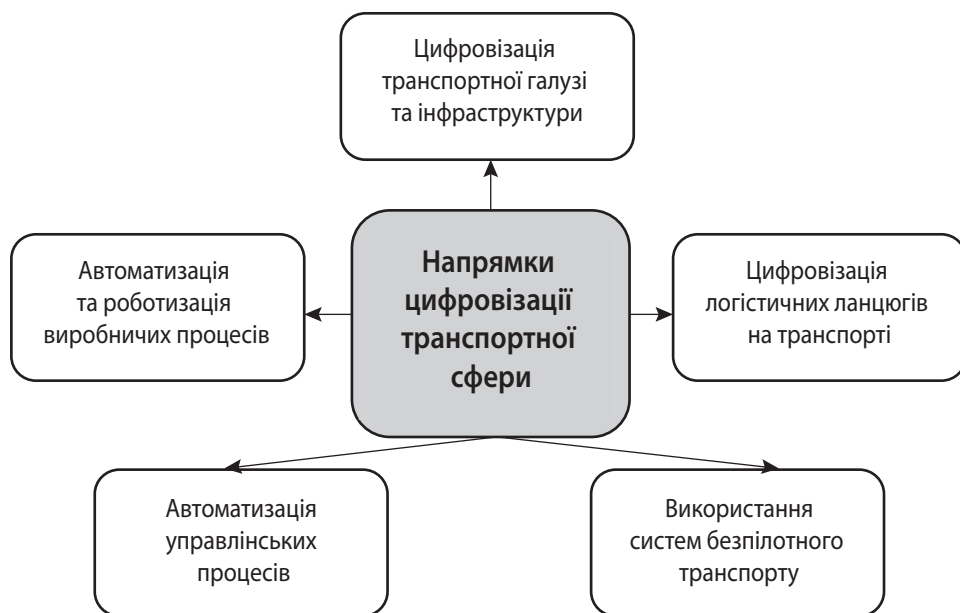 Цифровізація
транспортної галузі
та інфраструктури
Автоматизація
та роботизація
виробничих процесів
Напрямки
цифровізації
транспортної
сфери
Цифровізація
логістичних ланцюгів
на транспорті
Автоматизація
управлінських
процесів
Використання
систем безпілотного
транспорту